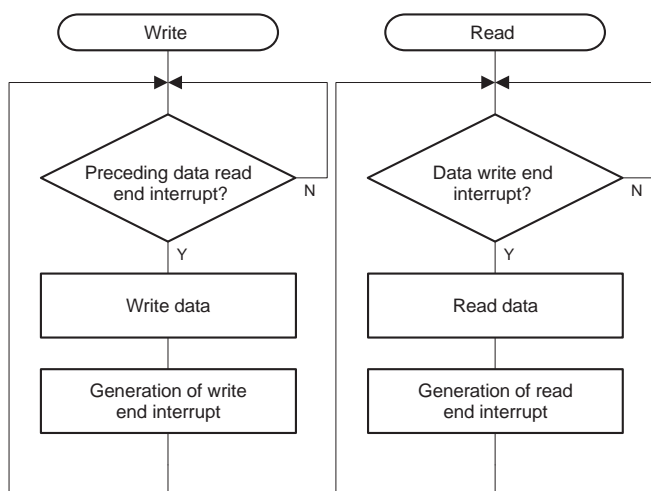 Write
Preceding data read
end interrupt?
N
Y
Write data
Generation of write
end interrupt
Read
Data write end
interrupt?
N
Y
Read data
Generation of read
end interrupt